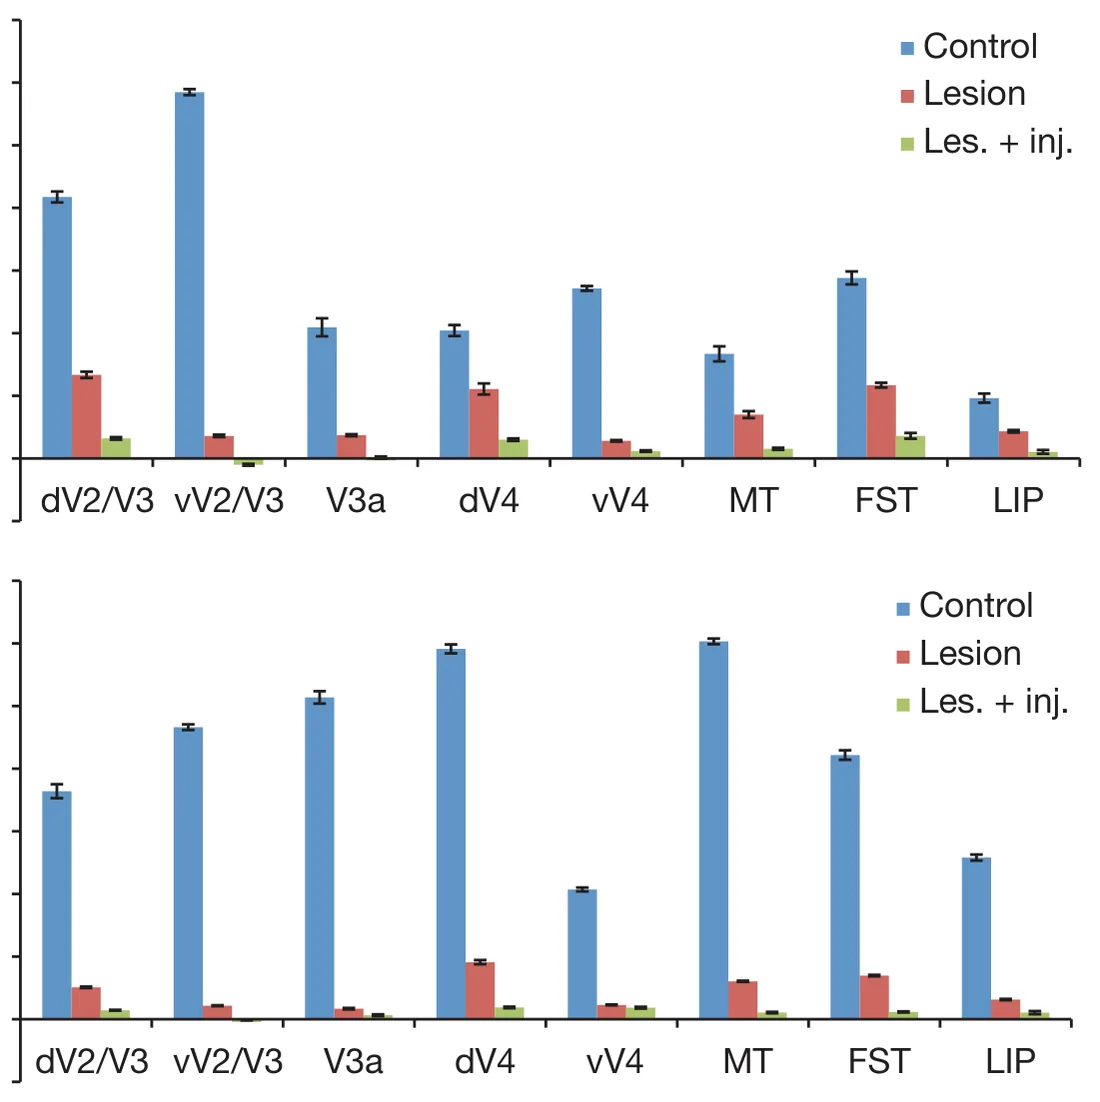 Control
Lesion
Les. + inj.
dV2/V3 vV2/V3 V3a dV4 vV4 MT FST LIP
Control
Lesion
Les. + inj.
dV2/V3 vV2/V3 V3a dV4 vV4 MT FST LIP